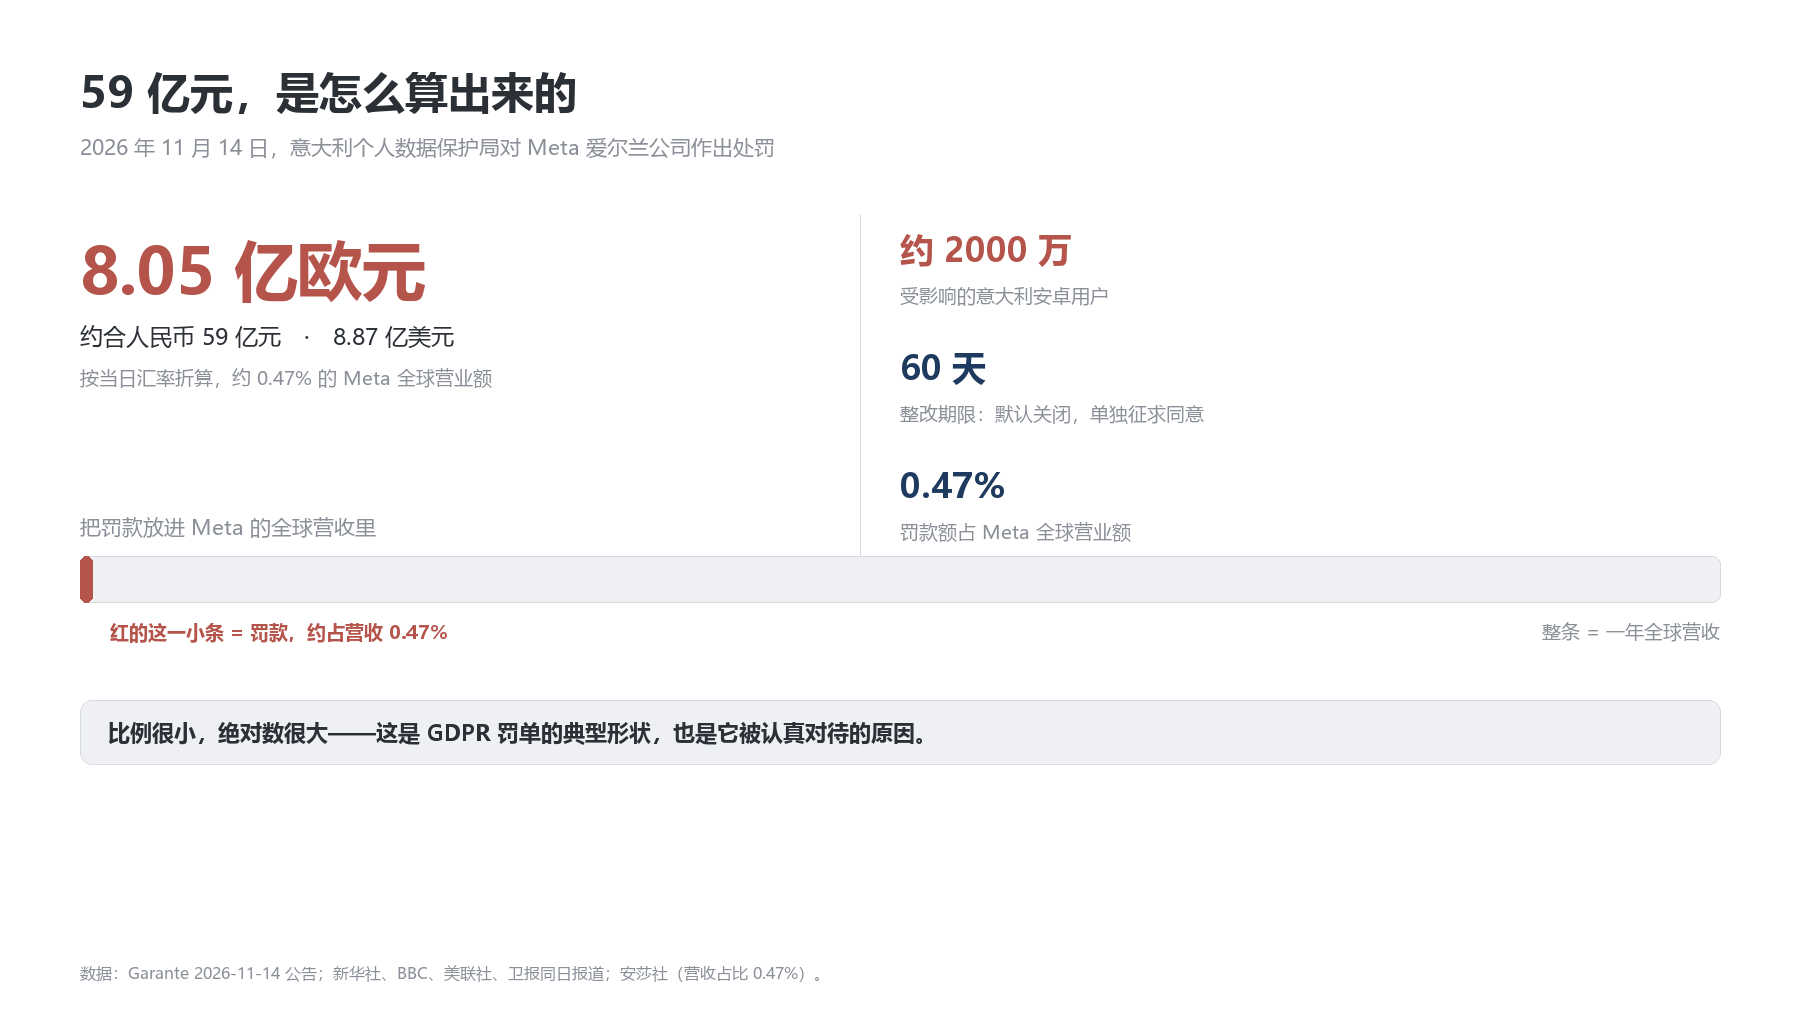 59 亿元，是怎么算出来的
2026 年 11 月 14 日，意大利个人数据保护局对 Meta 爱尔兰公司作出处罚
8.05 亿欧元
约合人民币 59 亿元 · 8.87 亿美元
按当日汇率折算，约 0.47% 的 Meta 全球营业额
约 2000 万
受影响的意大利安卓用户
60 天
整改期限：默认关闭，单独征求同意
0.47%
罚款额占 Meta 全球营业额
把罚款放进 Meta 的全球营收里
红的这一小条 = 罚款，约占营收 0.47%
整条 = 一年全球营收
比例很小，绝对数很大——这是 GDPR 罚单的典型形状，也是它被认真对待的原因。
数据：Garante 2026-11-14 公告；新华社、BBC、美联社、卫报同日报道；安莎社（营收占比 0.47%）。